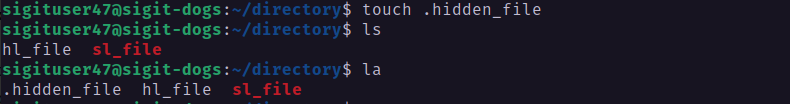 sigituser47@sigit-dogs:~/directory$ touch .hidden_file
sigituser47@sigit-dogs:~/directory$ ls
hl_file  sl_file
sigituser47@sigit-dogs:~/directory$ la
.hidden_file  hl_file  sl_file